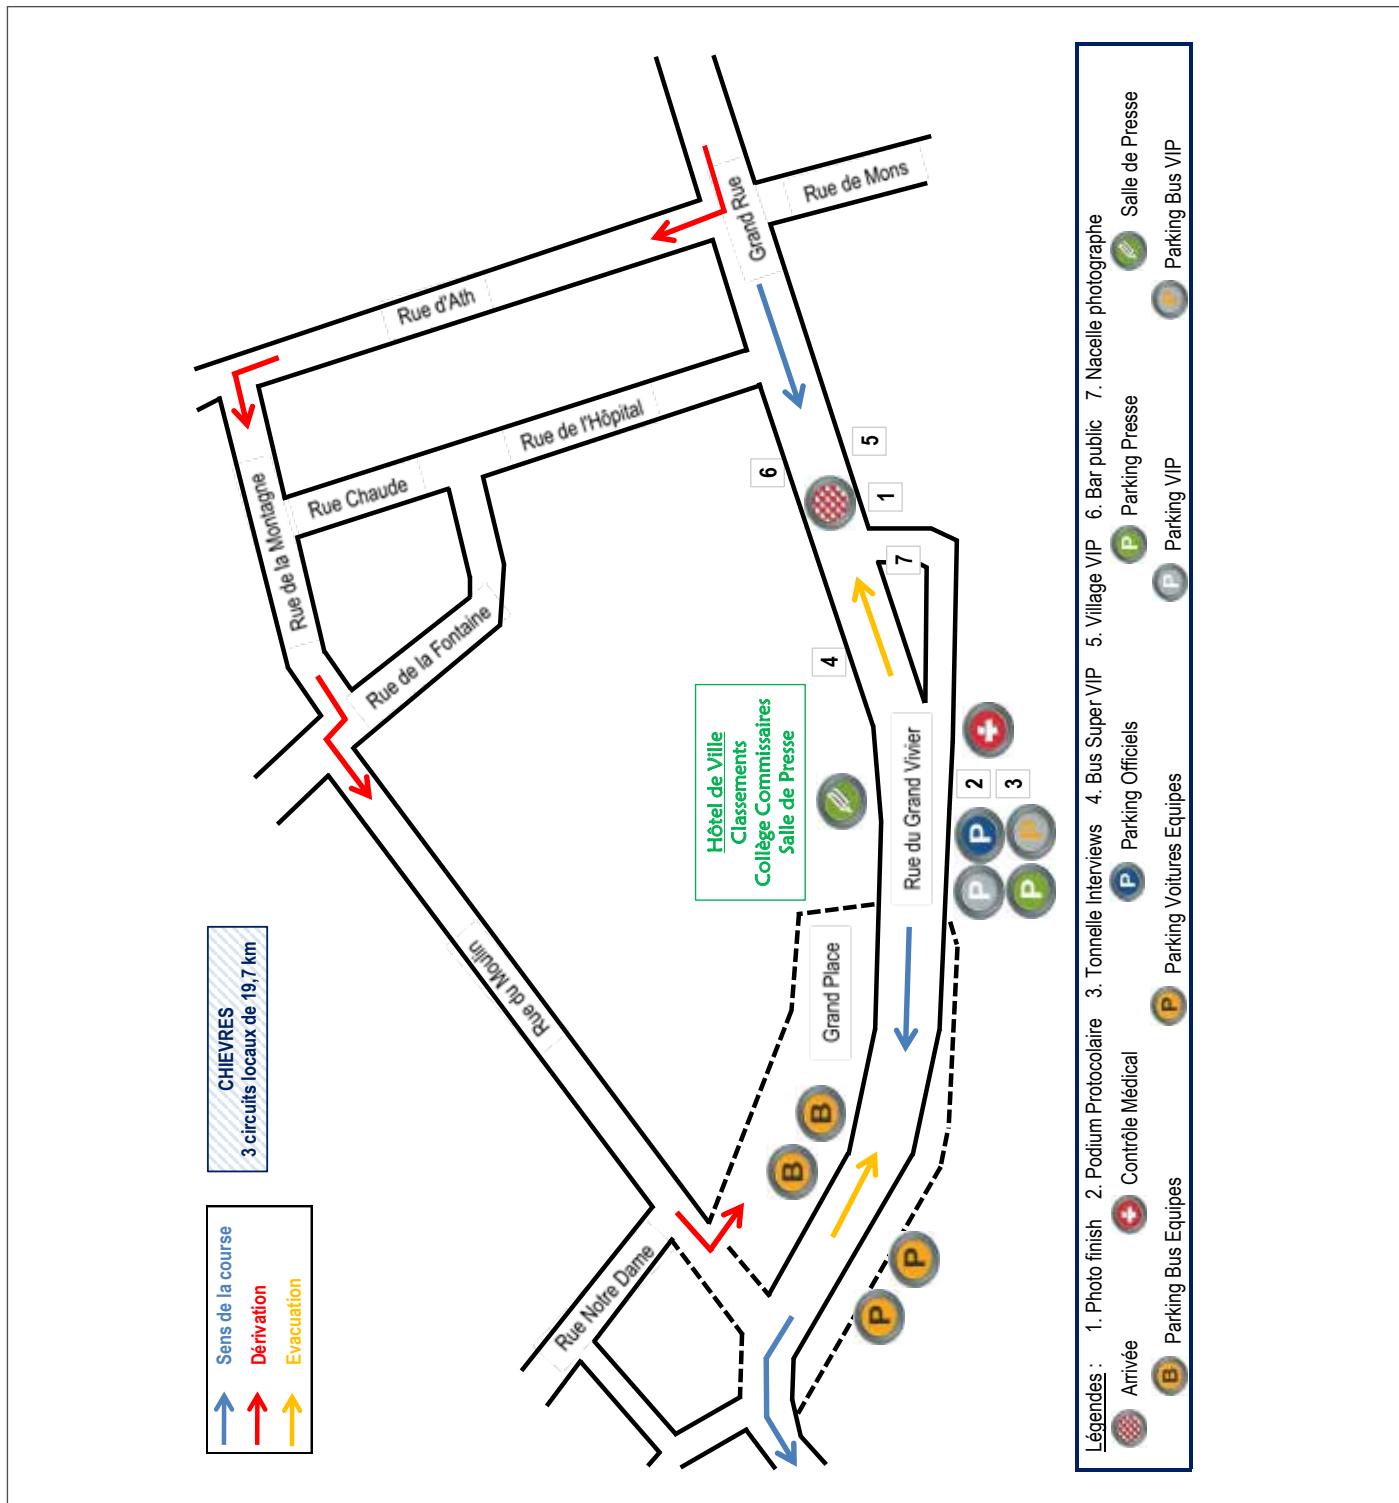 CHIEVRES
3 circuits locaux de 19,7 km
Sens de la course
Dérivation
Evacuation
Rue Notre Dame
Rue du Moulin
Rue de la Montagne
Rue de la Fontaine
Rue Chaude
Rue de l'Hôpital
Rue d'Ath
Grand Rue
Rue de Mons
Hôtel de Ville
Classements
Collège Commissaires
Salle de Presse
Grand Place
Rue du Grand Vivier
6
5
1
7
4
2
3
P
P
P
P
B
B
P
P
Légendes : 1. Photo finish 2. Podium Protocolaire 3. Tonnelle Interviews 4. Bus Super VIP 5. Village VIP 6. Bar public 7. Nacelle photographe
Arrivée Contrôle Médical P Parking Officiels P Parking Presse Salle de Presse
B Parking Bus Equipes P Parking Voitures Equipes P Parking VIP P Parking Bus VIP